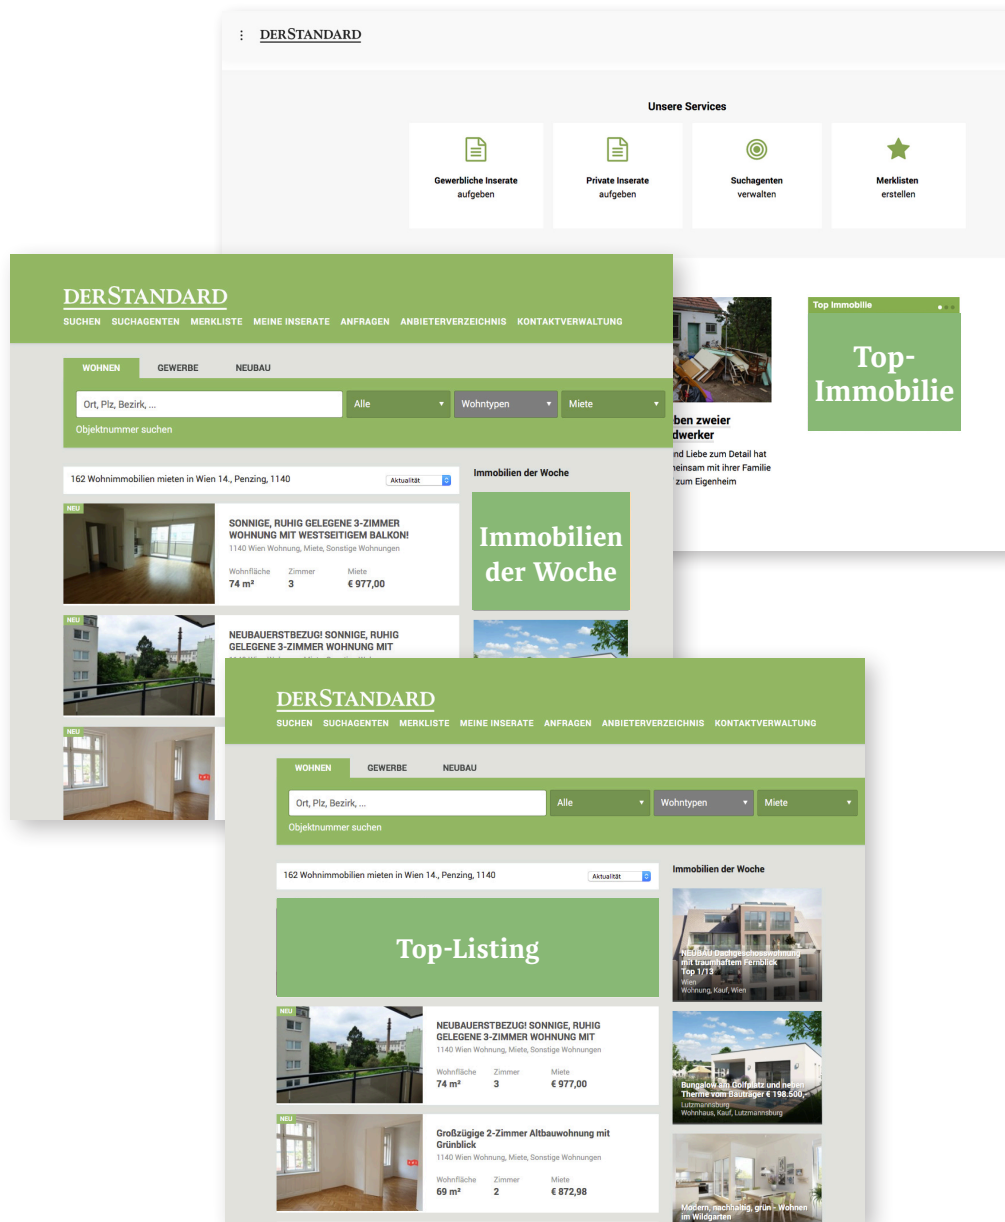 DERSTANDARD
Unsere Services
Gewerbliche Inserate
aufgeben
Private Inserate
aufgeben
Suchagenten
verwalten
Merklisten
erstellen
Top Immobilie
Top-
Immobilie
ben zweier
dwerker
nd Liebe zum Detail hat
neinsam mit ihrer Familie
zum Eigenheim
DERSTANDARD
SUCHEN SUCHAGENTEN MERKLISTE MEINE INSERATE ANFRAGEN ANBIETERVERZEICHNIS KONTAKTVERWALTUNG
WOHNEN GEWERBE NEUBAU
Ort, Plz, Bezirk, ... Alle Wohntypen Miete
Objektnummer suchen
162 Wohnimmobilien mieten in Wien 14., Penzing, 1140 Aktualität
Immobilien der Woche
Immobilien
der Woche
NEU
SONNIGE, RUHIG GELEGENE 3-ZIMMER
WOHNUNG MIT WESTSEITIGEM BALKON!
1140 Wien Wohnung, Miete, Sonstige Wohnungen
Wohnfläche Zimmer Miete
74 m² 3 € 977,00
NEU
NEUBAUERSTBEZUG! SONNIGE, RUHIG
GELEGENE 3-ZIMMER WOHNUNG MIT
NEU
DERSTANDARD
SUCHEN SUCHAGENTEN MERKLISTE MEINE INSERATE ANFRAGEN ANBIETERVERZEICHNIS KONTAKTVERWALTUNG
WOHNEN GEWERBE NEUBAU
Ort, Plz, Bezirk, ... Alle Wohntypen Miete
Objektnummer suchen
162 Wohnimmobilien mieten in Wien 14., Penzing, 1140 Aktualität
Top-Listing
NEU
NEUBAUERSTBEZUG! SONNIGE, RUHIG
GELEGENE 3-ZIMMER WOHNUNG MIT
1140 Wien Wohnung, Miete, Sonstige Wohnungen
Wohnfläche Zimmer Miete
74 m² 3 € 977,00
NEU
Großzügige 2-Zimmer Altbauwohnung mit
Grünblick
1140 Wien Wohnung, Miete, Sonstige Wohnungen
Wohnfläche Zimmer Miete
69 m² 2 € 872,98
Immobilien der Woche
NEUBAU Dachgeschosswohnung
mit traumhaftem Fernblick
Top 1/13
Wien
Wohnung, Kauf, Wien
Bungalow am Golfplatz und neben
Therme vom Bauträger € 198.500,-
Lutzmannsburg
Wohnhaus, Kauf, Lutzmannsburg
Modern, nachhaltig, grün - Wohnen
im Wildgarten